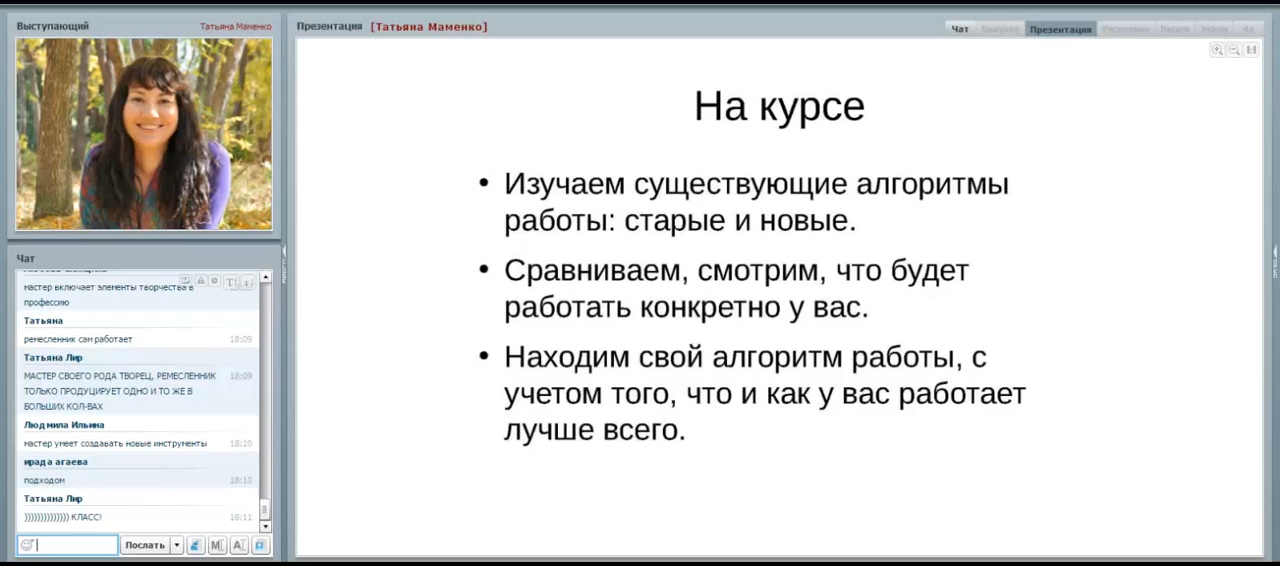 Выступающий
Татьяна Маменко
Чат
мастер включает элементы творчества в
профессию
Татьяна
ремесленник сам работает 18:09
Татьяна Лир
МАСТЕР СВОЕГО РОДА ТВОРЕЦ, РЕМЕСЛЕННИК 18:09
ТОЛЬКО ПРОДУЦИРУЕТ ОДНО И ТО ЖЕ В
БОЛЬШИХ КОЛ-ВАХ
Людмила Ильина
мастер умеет создавать новые инструменты 18:10
ирада агаева
подходом 18:10
Татьяна Лир
)))))))))))))) КЛАСС! 18:11
Послать
Презентация [Татьяна Маменко]
Чат Презентация
На курсе
• Изучаем существующие алгоритмы
работы: старые и новые.
• Сравниваем, смотрим, что будет
работать конкретно у вас.
• Находим свой алгоритм работы, с
учетом того, что и как у вас работает
лучше всего.